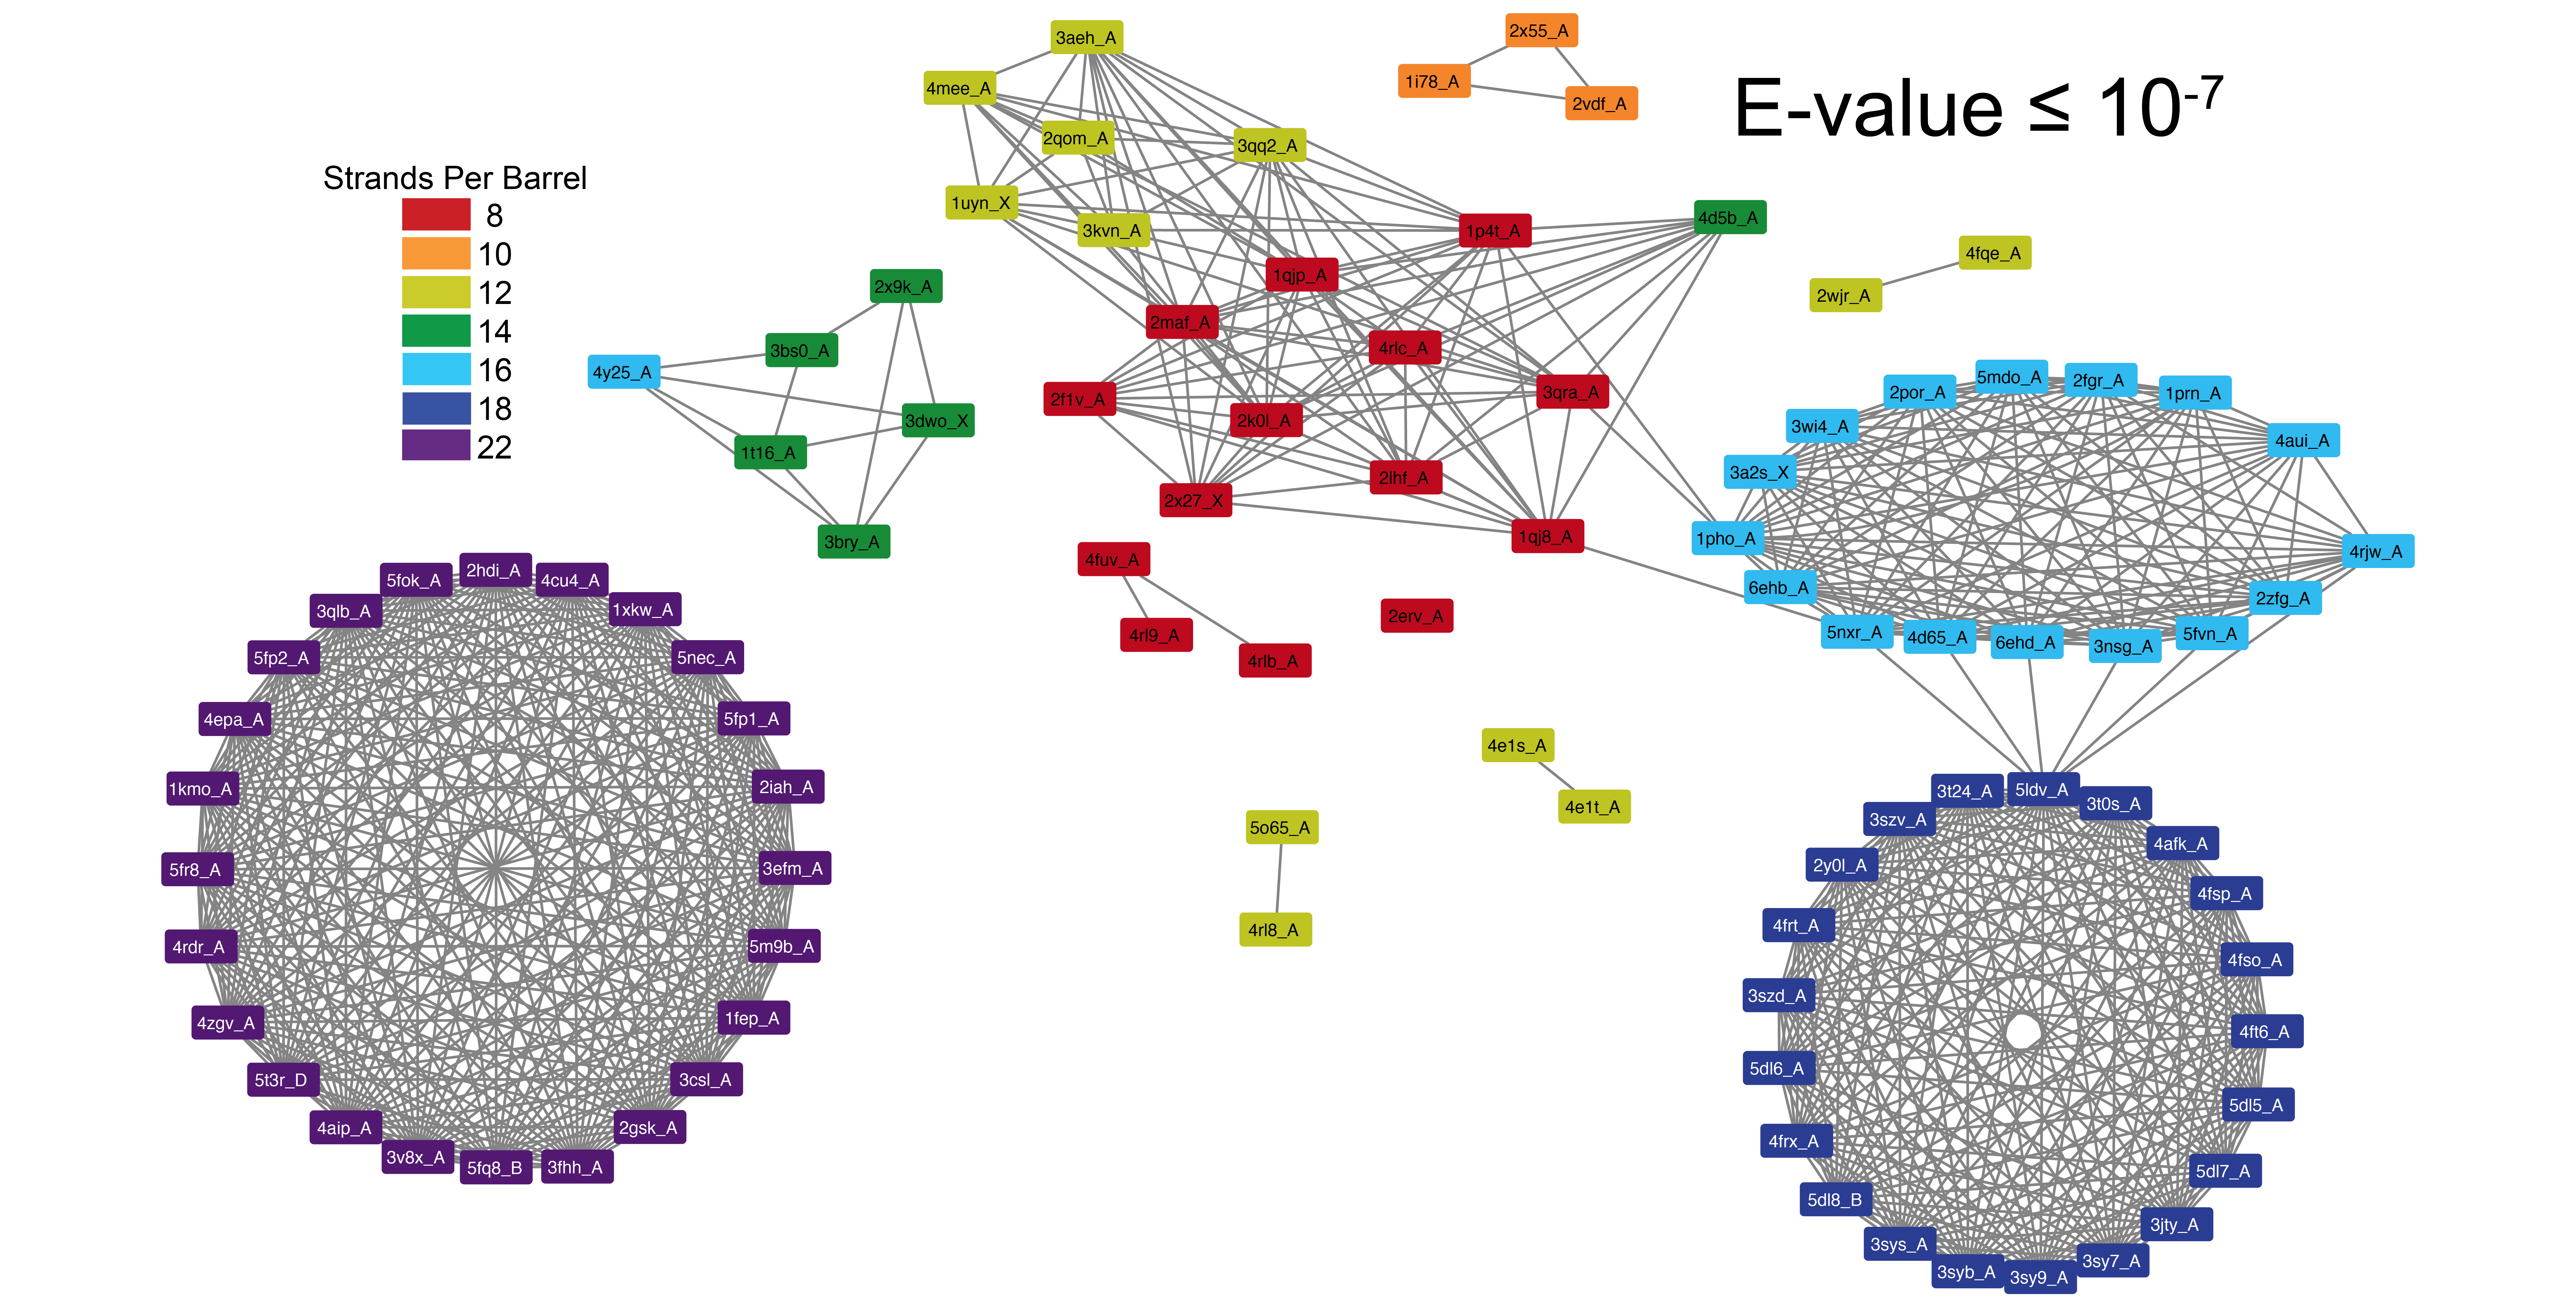 E-value ≤ 10-7
Strands Per Barrel
8
10
12
14
16
18
22
3aeh_A
4mee_A
2qom_A
3qq2_A
1uyn_X
3kvn_A
2x55_A
1i78_A
2vdf_A
1p4t_A
4d5b_A
1qjp_A
2maf_A
4rlc_A
3qra_A
2f1v_A
2k0l_A
2lhf_A
2x27_X
1qj8_A
4fqe_A
2wjr_A
2x9k_A
3bs0_A
4y25_A
3dwo_X
1t16_A
3bry_A
4fuv_A
4rl9_A
4rlb_A
2erv_A
4e1s_A
4e1t_A
5o65_A
4rl8_A
5mdo_A
2fgr_A
2por_A
1prn_A
3wi4_A
4aui_A
3a2s_X
1pho_A
4rjw_A
6ehb_A
2zfg_A
5nxr_A
4d65_A
6ehd_A
3nsg_A
5fvn_A
2hdi_A
5fok_A
4cu4_A
3qlb_A
1xkw_A
5fp2_A
5nec_A
4epa_A
5fp1_A
1kmo_A
2iah_A
5fr8_A
3efm_A
4rdr_A
5m9b_A
4zgv_A
1fep_A
5t3r_D
3csl_A
4aip_A
2gsk_A
3v8x_A
5fq8_B
3fhh_A
3t24_A
5ldv_A
3t0s_A
3szv_A
4afk_A
2y0l_A
4fsp_A
4frt_A
4fso_A
3szd_A
4ft6_A
5dl6_A
5dl5_A
4frx_A
5dl7_A
5dl8_B
3jty_A
3sys_A
3syb_A
3sy9_A
3sy7_A